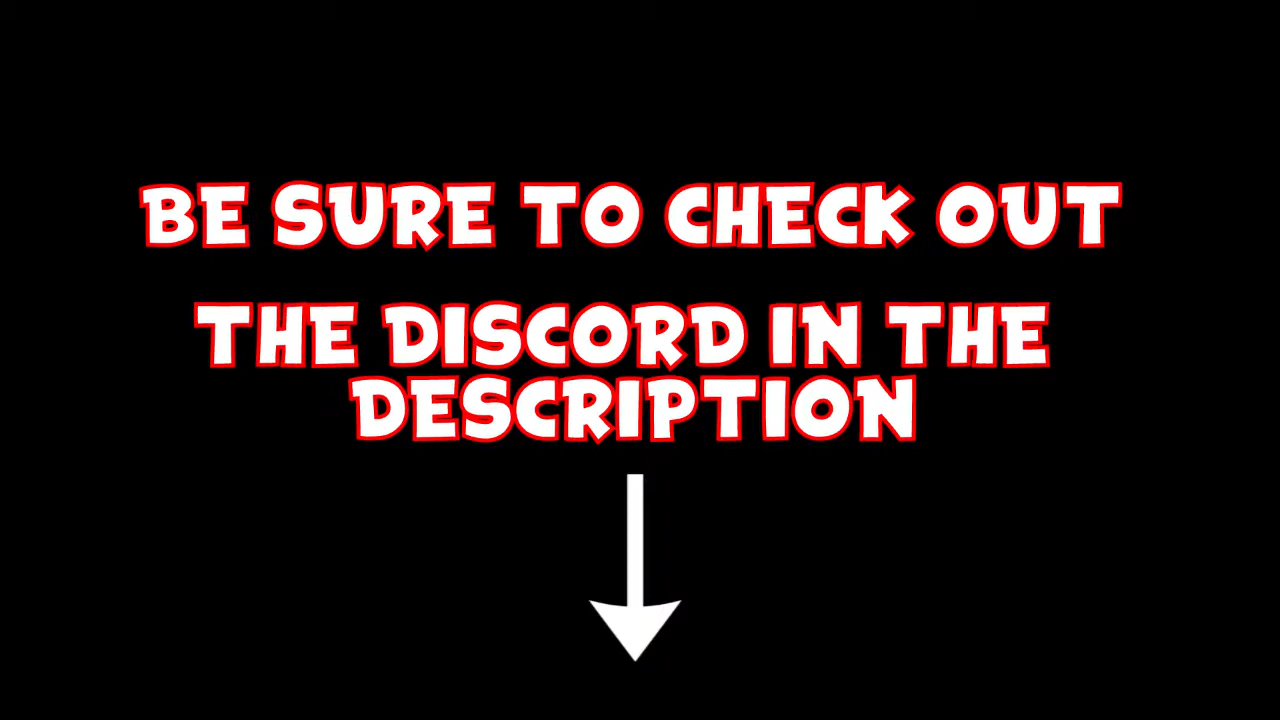 BE SURE TO CHECK OUT
THE DISCORD IN THE
DESCRIPTION